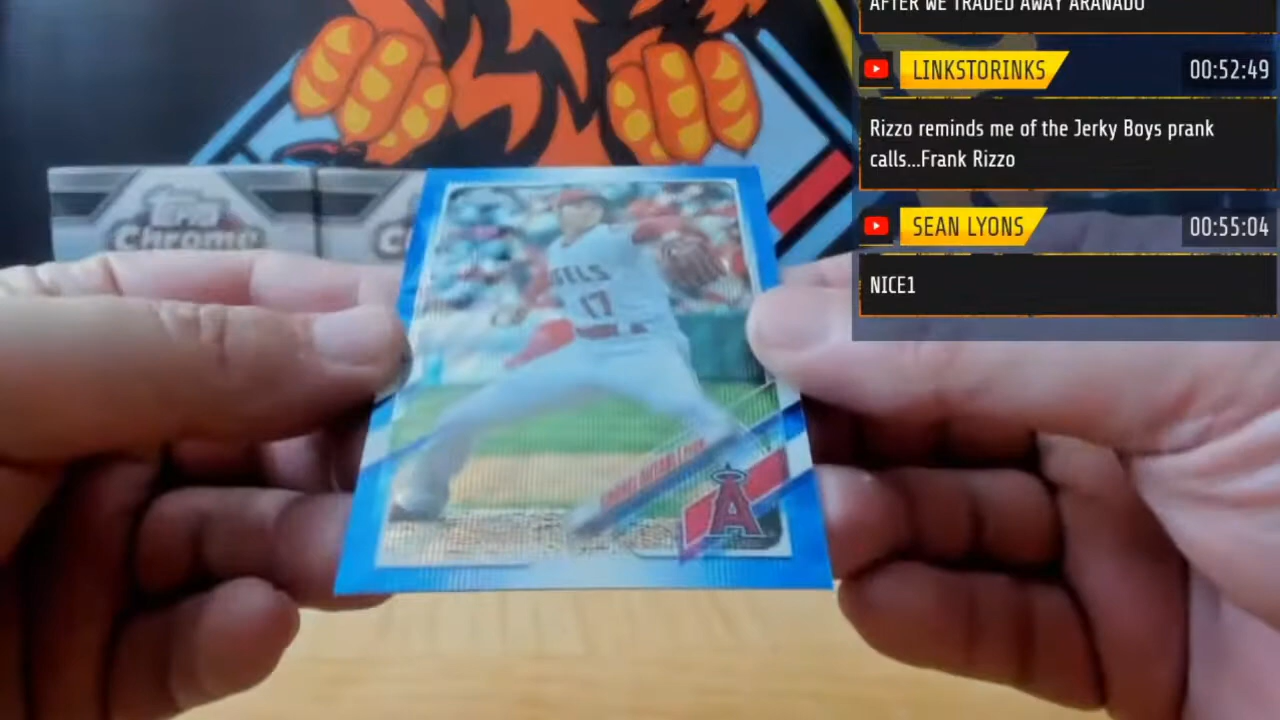 AFTER WE TRADED AWAY ARANADO
LINKSTORINKS 00:52:49
Rizzo reminds me of the Jerky Boys prank
calls...Frank Rizzo
SEAN LYONS 00:55:04
NICE1
Topps
Chrome
GELS
17
A